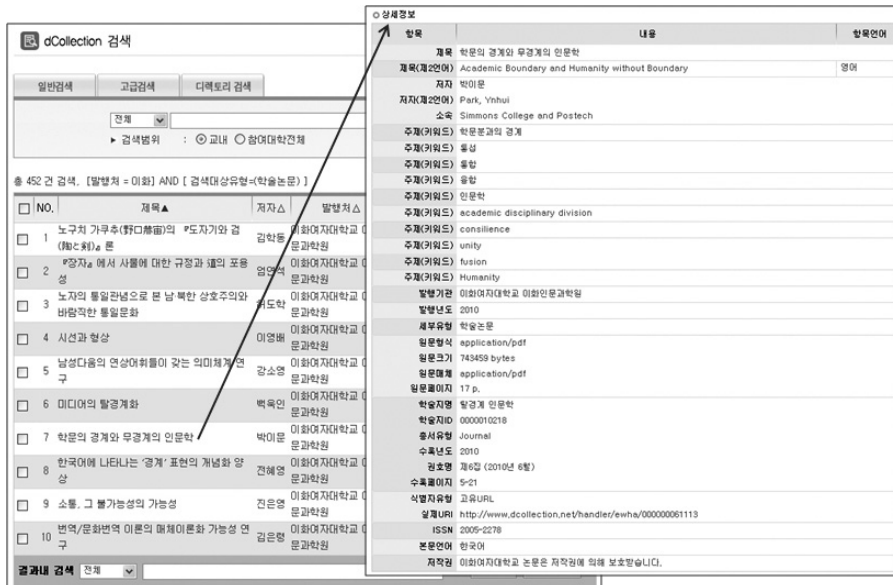 dCollection 검색
일반검색 고급검색 디렉토리 검색
전체
▸ 검색범위 : 교내 참여대학전체
총 452 건 검색. [발행처 = 이화] AND [ 검색대상유형=(학술논문) ]
NO. 제목▲ 저자△ 발행처△
1 노구치 가쿠추(野口 의 『도자기와 검 김학동 이화여자대학교
(陶と剣)』 론 문과학원
2 『장자』에서 사물에 대한 규정과 道의 포용 엄연석 이화여자대학교
성 문과학원
3 노자의 통일관념으로 본 남·북한 상호주의와 도학 이화여자대학교
바람직한 통일문화 문과학원
4 시선과 형상 이영배 이화여자대학교
문과학원
5 남성다움의 연상어휘들이 갖는 의미체계 연 강소영 이화여자대학교
구 문과학원
6 미디어의 탈경계화 백욱인 이화여자대학교
문과학원
7 학문의 경계와 무경계의 인문학 박이문 이화여자대학교
문과학원
8 한국어에 나타나는 '경계' 표현의 개념화 양 전혜영 이화여자대학교
상 문과학원
9 소통, 그 불가능성의 가능성 진은영 이화여자대학교
문과학원
10 번역/문화번역 이론의 매체이론화 가능성 연 김은령 이화여자대학교
구 문과학원
결과내 검색 전체
상세정보
항목 내용 항목언어
제목 학문의 경계와 무경계의 인문학
제목(제2언어) Academic Boundary and Humanity without Boundary 영어
저자 박이문
저자(제2언어) Park, Ynhui
소속 Simmons College and Postech
주제(키워드) 학문분과의 경계
주제(키워드) 통섭
주제(키워드) 통합
주제(키워드) 융합
주제(키워드) 인문학
주제(키워드) academic disciplinary division
주제(키워드) consilience
주제(키워드) unity
주제(키워드) fusion
주제(키워드) Humanity
발행기관 이화여자대학교 이화인문과학원
발행년도 2010
세부유형 학술논문
원문형식 application/pdf
원문크기 743459 bytes
원문매체 application/pdf
원문페이지 17 p.
학술지명 탈경계 인문학
학술지ID 0000010218
총서유형 Journal
수록년도 2010
권호명 제6집 (2010년 6월)
수록페이지 5-21
식별자유형 고유URL
실제URI http://www.dcollection.net/handler/ewha/000000061113
ISSN 2005-2278
본문언어 한국어
저작권 이화여자대학교 논문은 저작권에 의해 보호받습니다.